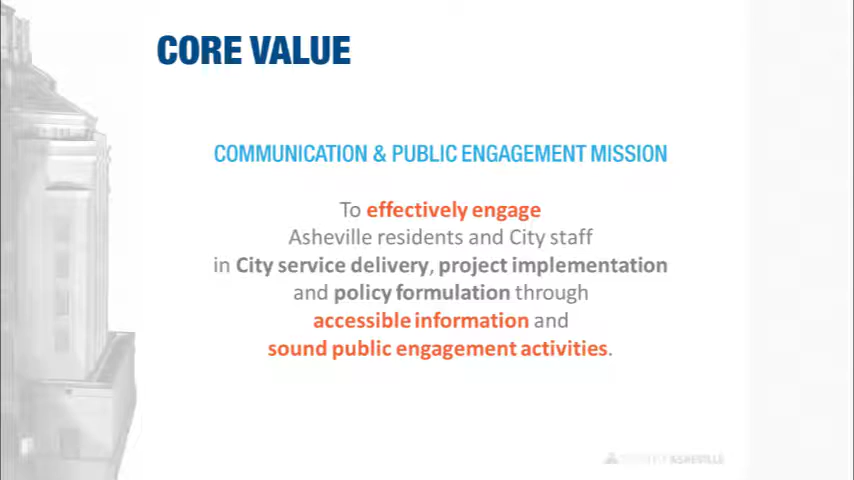 CORE VALUE
COMMUNICATION & PUBLIC ENGAGEMENT MISSION
To effectively engage
Asheville residents and City staff
in City service delivery, project implementation
and policy formulation through
accessible information and
sound public engagement activities.
ASHEVILLE